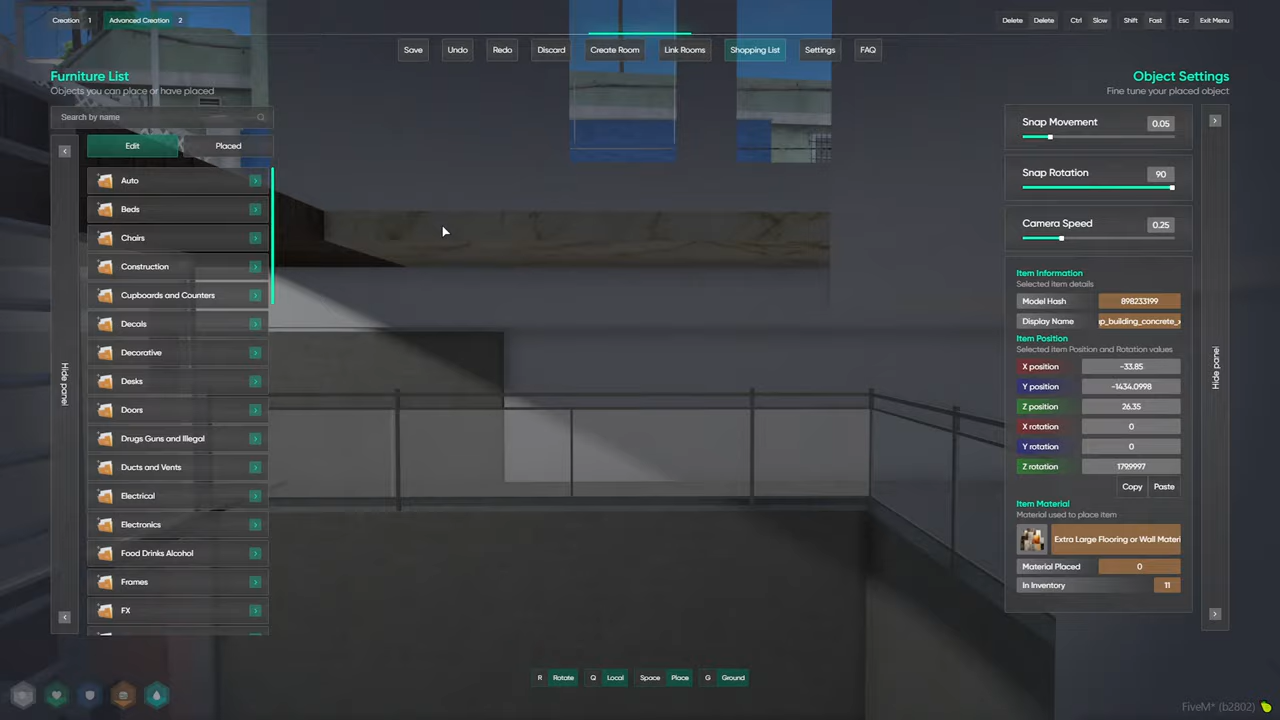 Creation 1 Advanced Creation 2
Delete Delete Ctrl Slow Shift Fast Esc Exit Menu
Save Undo Redo Discard Create Room Link Rooms Shopping List Settings FAQ
Furniture List
Objects you can place or have placed
Search by name
Edit Placed
Auto
Beds
Chairs
Construction
Cupboards and Counters
Decals
Decorative
Desks
Doors
Drugs Guns and Illegal
Ducts and Vents
Electrical
Electronics
Food Drinks Alcohol
Frames
FX
Hide panel
Object Settings
Fine tune your placed object
Snap Movement 0.05
Snap Rotation 90
Camera Speed 0.25
Item Information
Selected item details
Model Hash 898233199
Display Name p_building_concrete_x
Item Position
Selected item Position and Rotation values
X position -33.85
Y position -1434.0998
Z position 26.35
X rotation 0
Y rotation 0
Z rotation 179.9997
Copy Paste
Item Material
Material used to place item
Extra Large Flooring or Wall Materi
Material Placed 0
In Inventory 11
Hide panel
R Rotate Q Local Space Place G Ground
FiveM* (b2802)